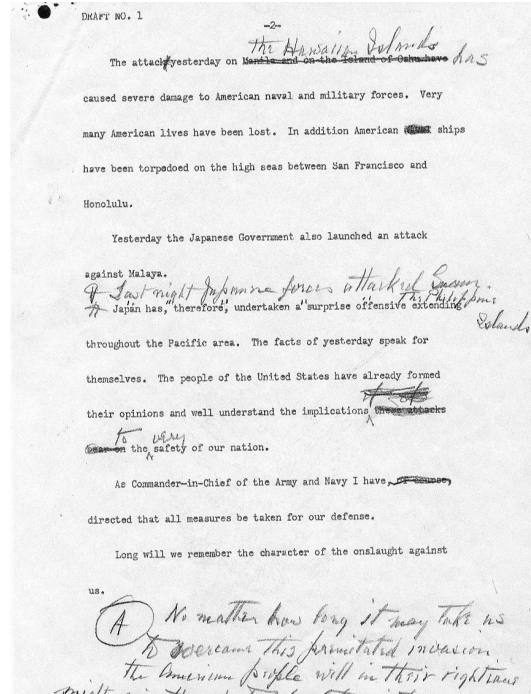 DRAFT NO. 1
-2-
the Hawaiian Islands
The attack yesterday on Manila and on the Island of Oahu have has
caused severe damage to American naval and military forces. Very
many American lives have been lost. In addition American ships
have been torpedoed on the high seas between San Francisco and
Honolulu.
Yesterday the Japanese Government also launched an attack
against Malaya.
Last night Japanese forces attacked Guam.
the Philippine
Islands
A Japan has, therefore, undertaken a surprise offensive extending
throughout the Pacific area. The facts of yesterday speak for
themselves. The people of the United States have already formed
their opinions and well understand the implications these attacks
to very
bear on the safety of our nation.
As Commander-in-Chief of the Army and Navy I have, of course,
directed that all measures be taken for our defense.
Long will we remember the character of the onslaught against
us.
A No matter how long it may take us
to overcome this premeditated invasion
the American people will in their righteous
might